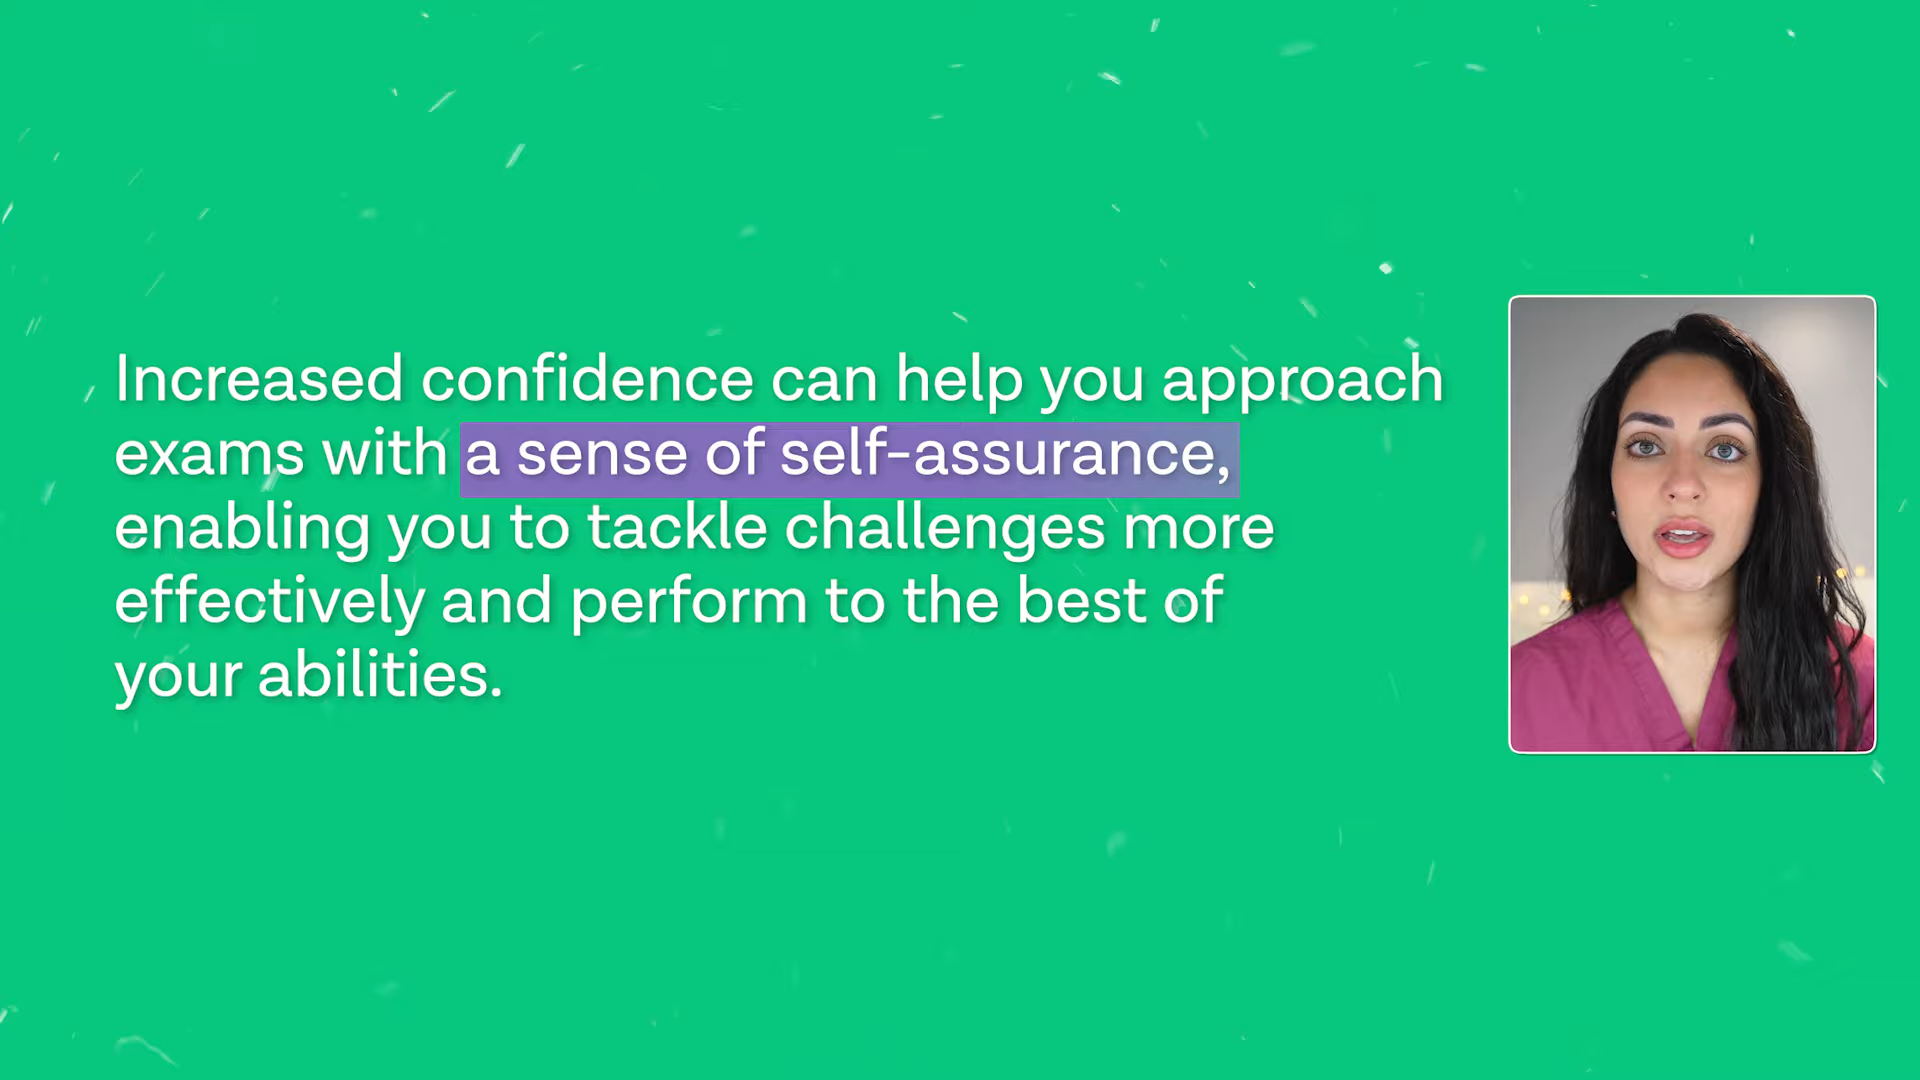 Increased confidence can help you approach
exams with a sense of self-assurance,
enabling you to tackle challenges more
effectively and perform to the best of
your abilities.